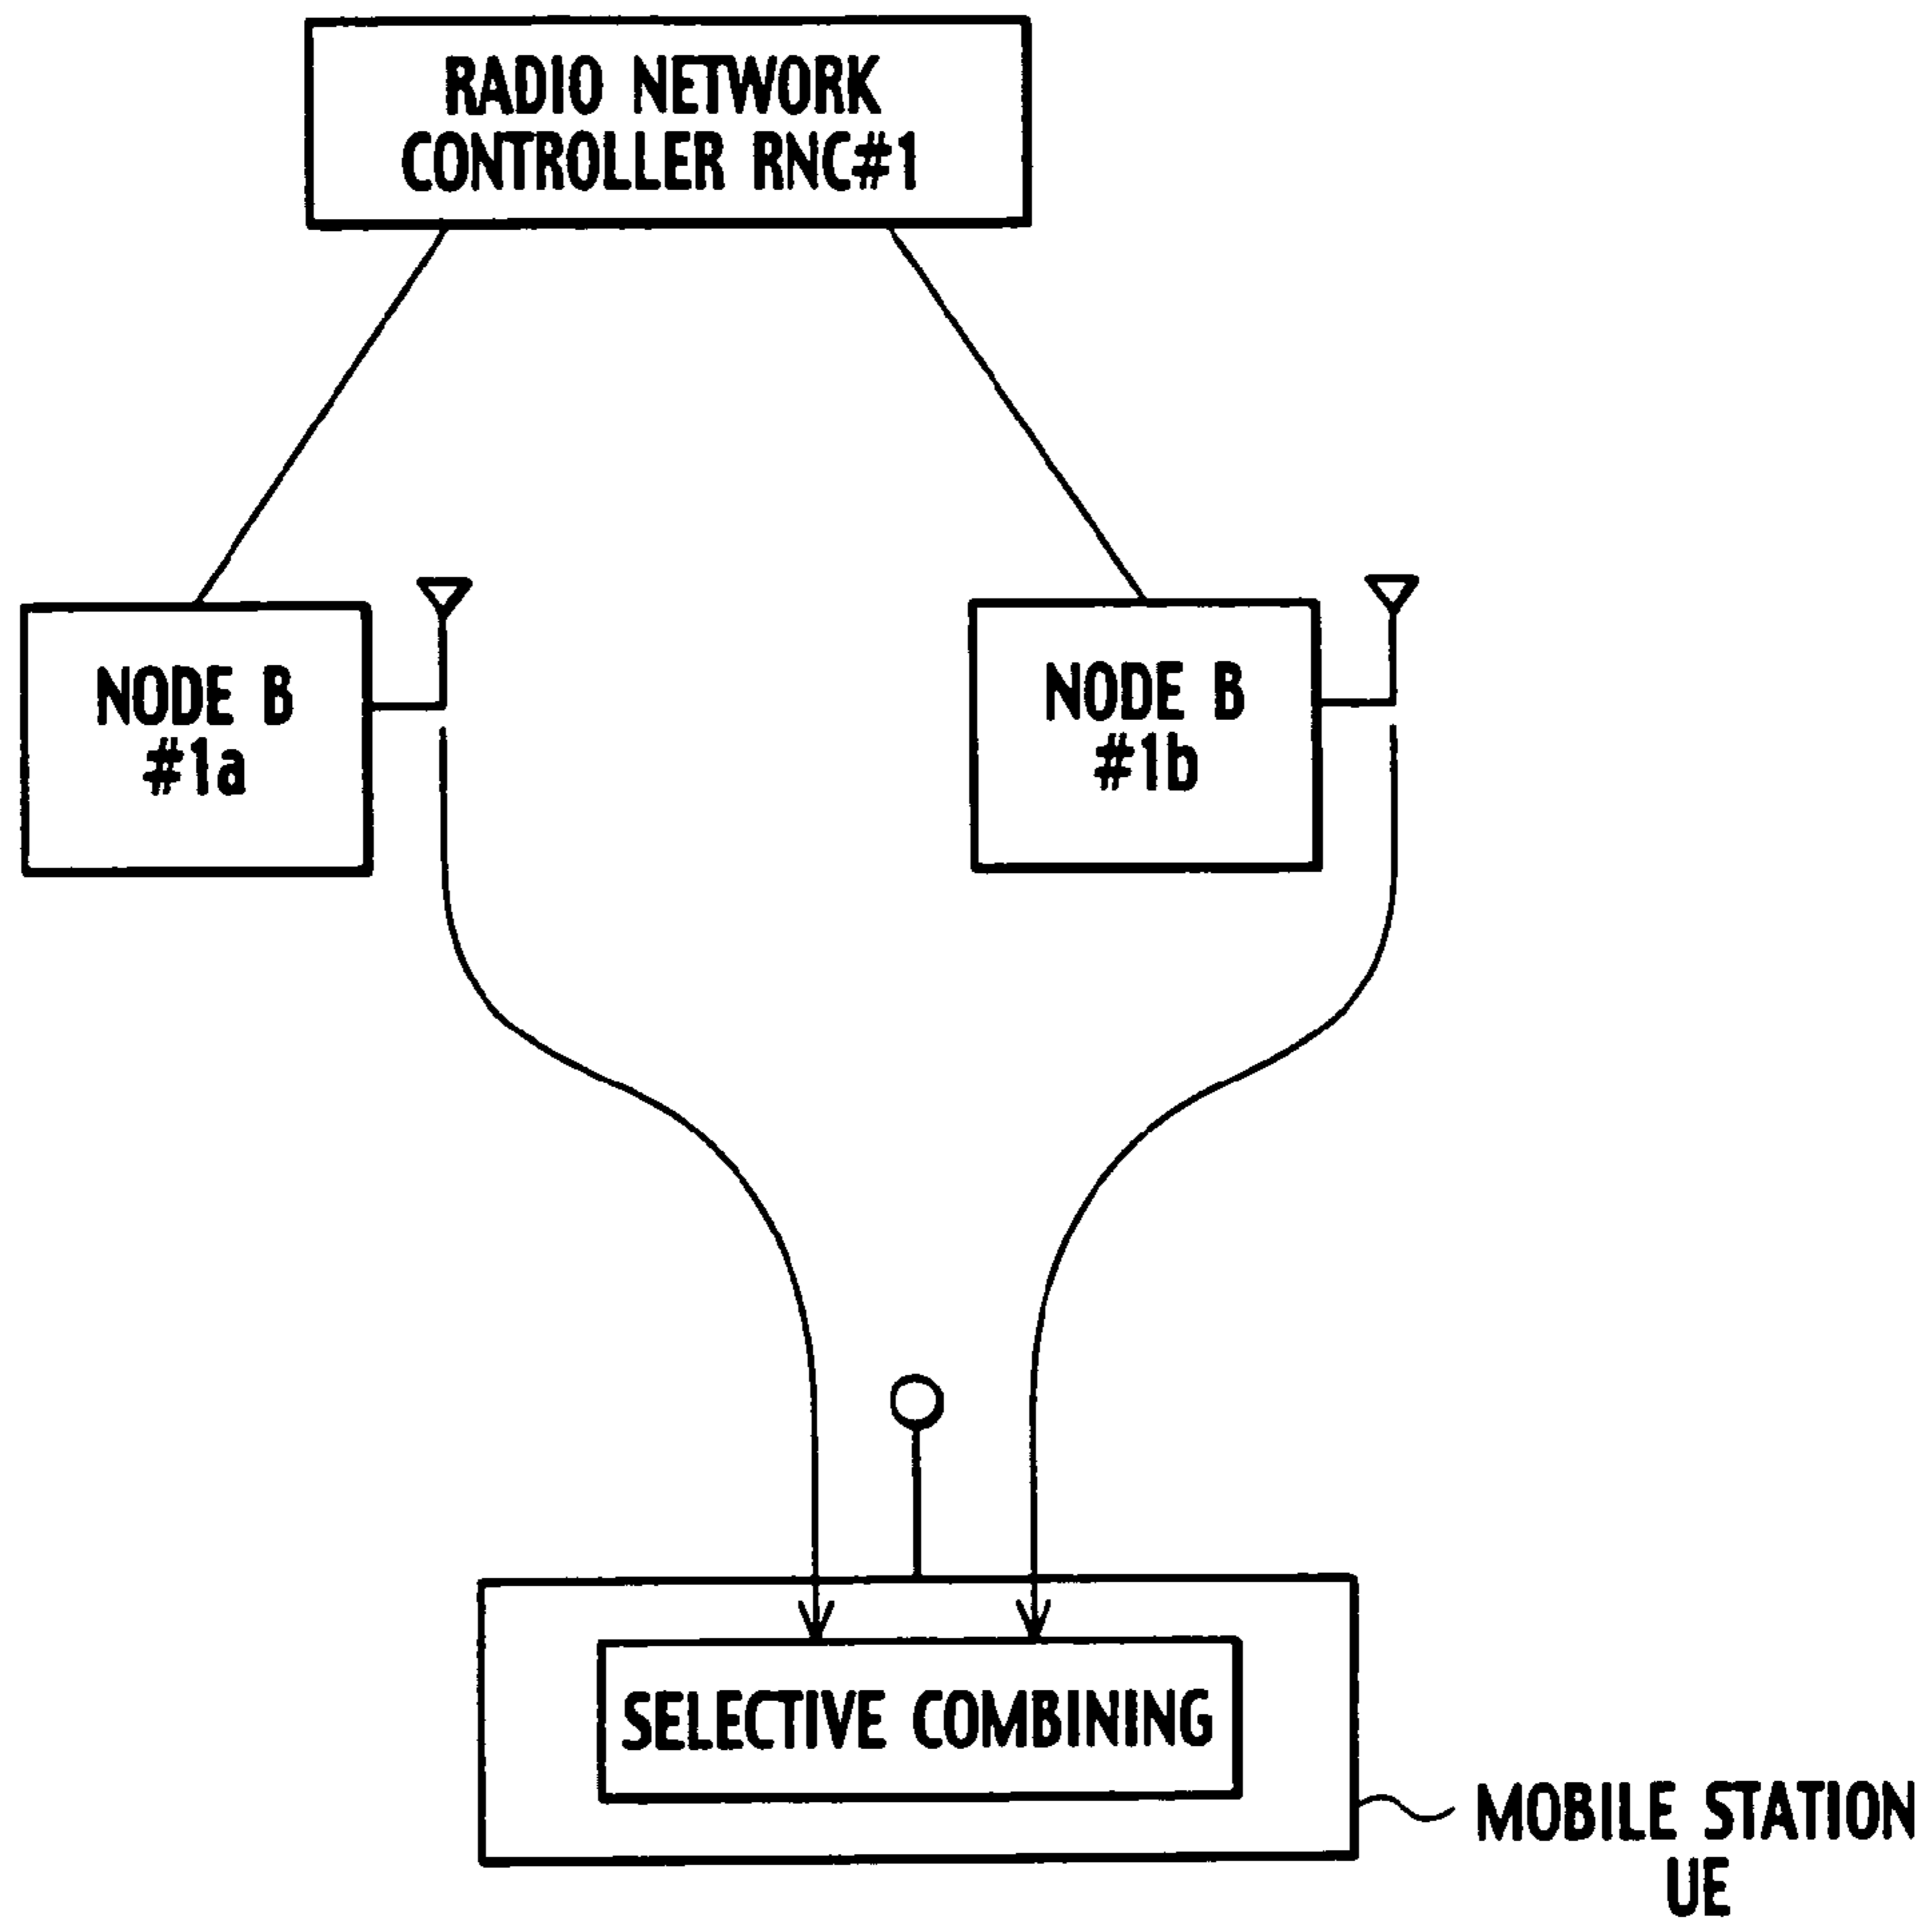 RADIO NETWORK
CONTROLLER RNC#1
NODE B
#1a
NODE B
#1b
SELECTIVE COMBINING
MOBILE STATION
UE